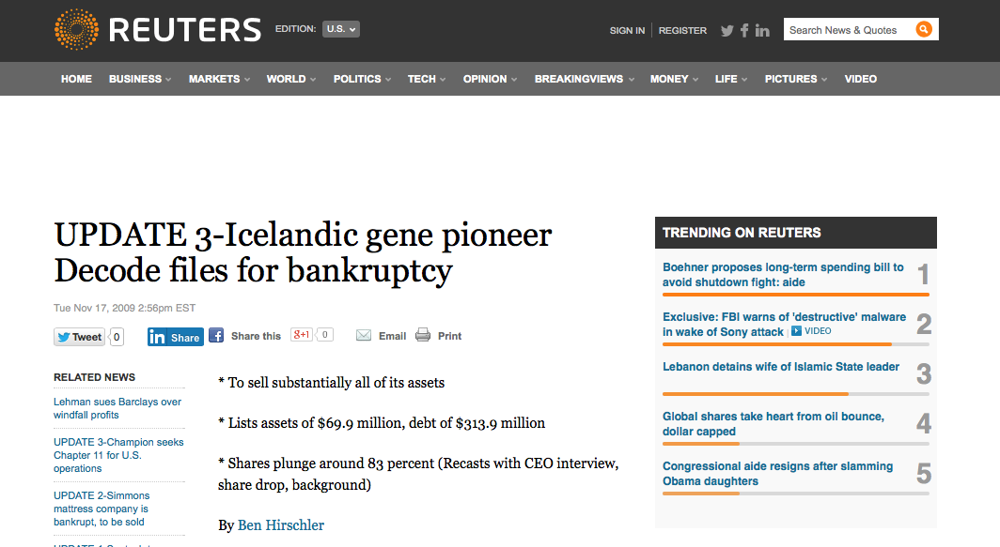 REUTERS
EDITION: U.S.
SIGN IN REGISTER
Search News & Quotes
HOME BUSINESS MARKETS WORLD POLITICS TECH OPINION BREAKINGVIEWS MONEY LIFE PICTURES VIDEO
UPDATE 3-Icelandic gene pioneer
Decode files for bankruptcy
Tue Nov 17, 2009 2:56pm EST
Tweet 0 in Share f Share this g+1 0 Email Print
RELATED NEWS
Lehman sues Barclays over
windfall profits
UPDATE 3-Champion seeks
Chapter 11 for U.S.
operations
UPDATE 2-Simmons
mattress company is
bankrupt, to be sold
* To sell substantially all of its assets
* Lists assets of $69.9 million, debt of $313.9 million
* Shares plunge around 83 percent (Recasts with CEO interview,
share drop, background)
By Ben Hirschler
TRENDING ON REUTERS
Boehner proposes long-term spending bill to
avoid shutdown fight: aide
1
Exclusive: FBI warns of 'destructive' malware
in wake of Sony attack | VIDEO
2
Lebanon detains wife of Islamic State leader
3
Global shares take heart from oil bounce,
dollar capped
4
Congressional aide resigns after slamming
Obama daughters
5